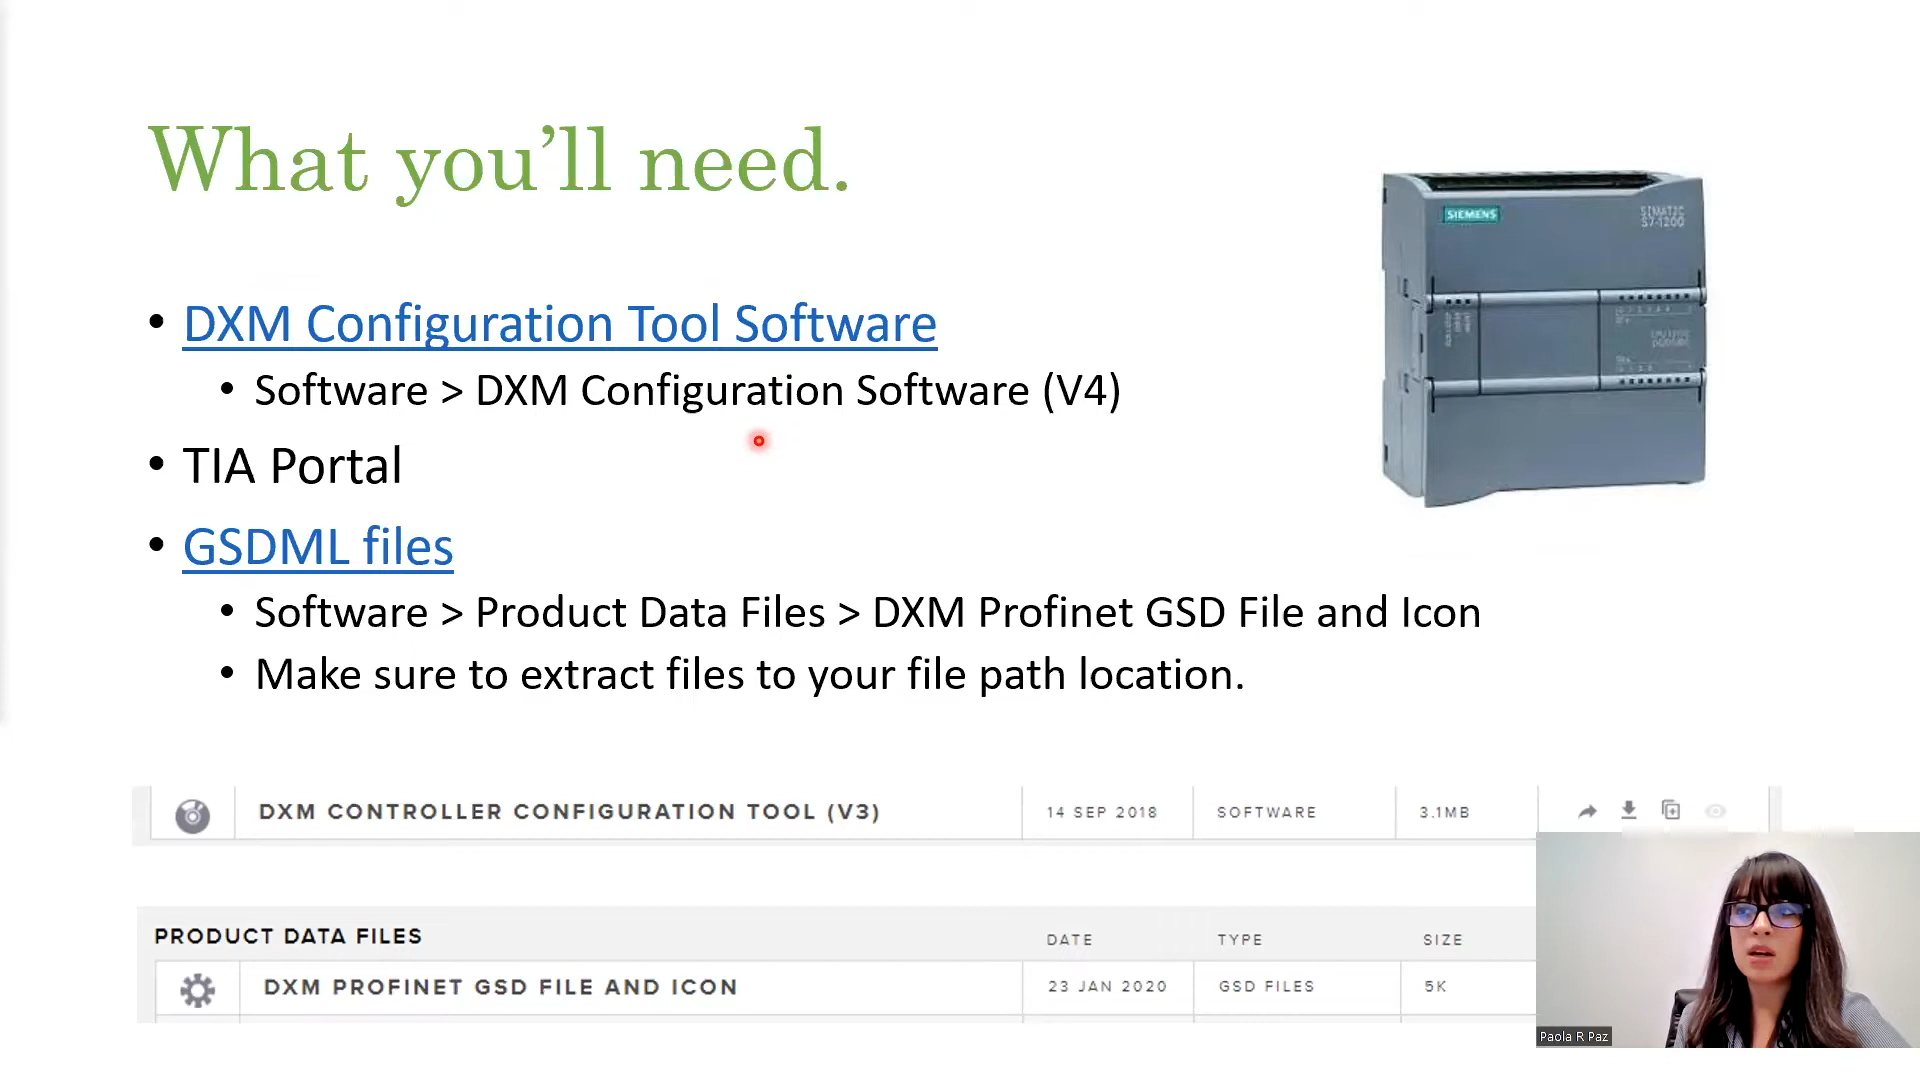 What you'll need.
SIEMENS
SIMATIC
S7-1200
• DXM Configuration Tool Software
• Software > DXM Configuration Software (V4)
• TIA Portal
• GSDML files
• Software > Product Data Files > DXM Profinet GSD File and Icon
• Make sure to extract files to your file path location.
DXM CONTROLLER CONFIGURATION TOOL (V3) 14 SEP 2018 SOFTWARE 3.1MB
PRODUCT DATA FILES DATE TYPE SIZE
DXM PROFINET GSD FILE AND ICON 23 JAN 2020 GSD FILES 5K
Paola R Paz